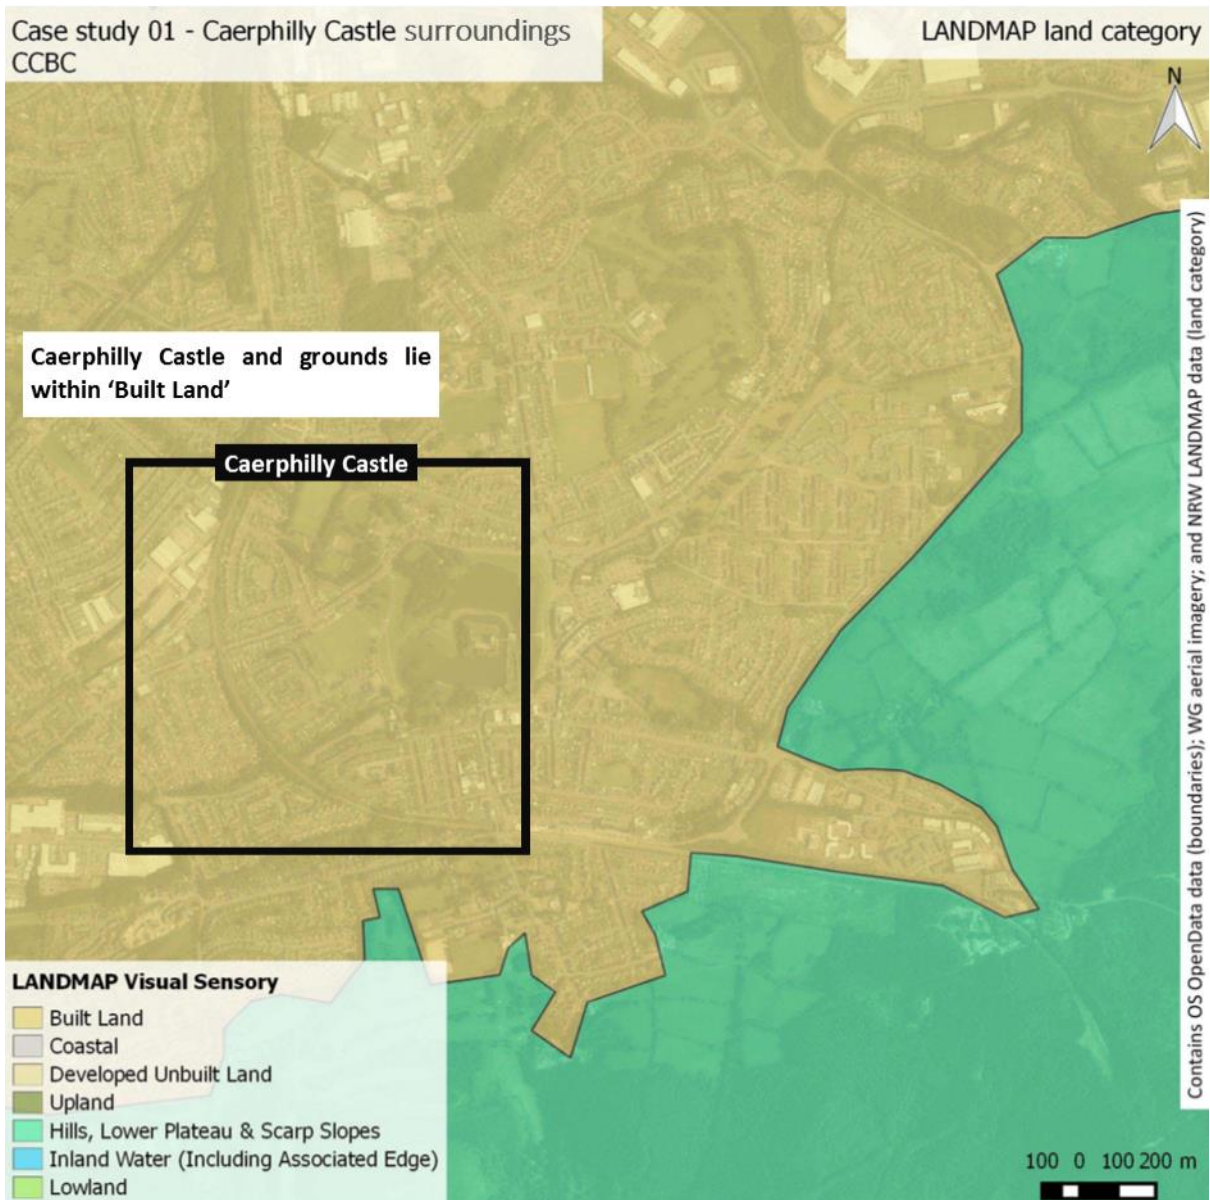 Case study 01 - Caerphilly Castle surroundings
CCBC
LANDMAP land category
N
Caerphilly Castle and grounds lie
within ‘Built Land’
Caerphilly Castle
Contains OS OpenData data (boundaries); WG aerial imagery; and NRW LANDMAP data (land category)
LANDMAP Visual Sensory
Built Land
Coastal
Developed Unbuilt Land
Upland
Hills, Lower Plateau & Scarp Slopes
Inland Water (Including Associated Edge)
Lowland
100 0 100 200 m